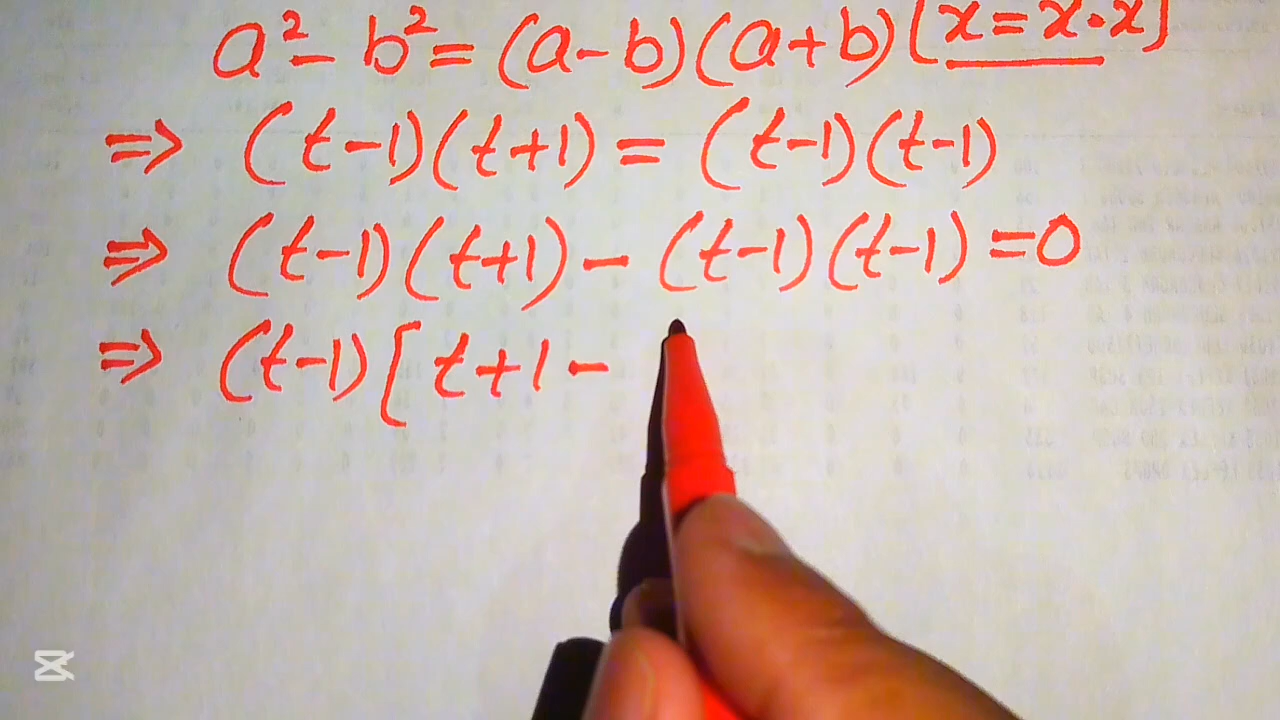 a² - b² = (a-b)(a+b) [x = x·x]
⇒ (t-1)(t+1) = (t-1)(t-1)
⇒ (t-1)(t+1) - (t-1)(t-1) = 0
⇒ (t-1)[t+1 -